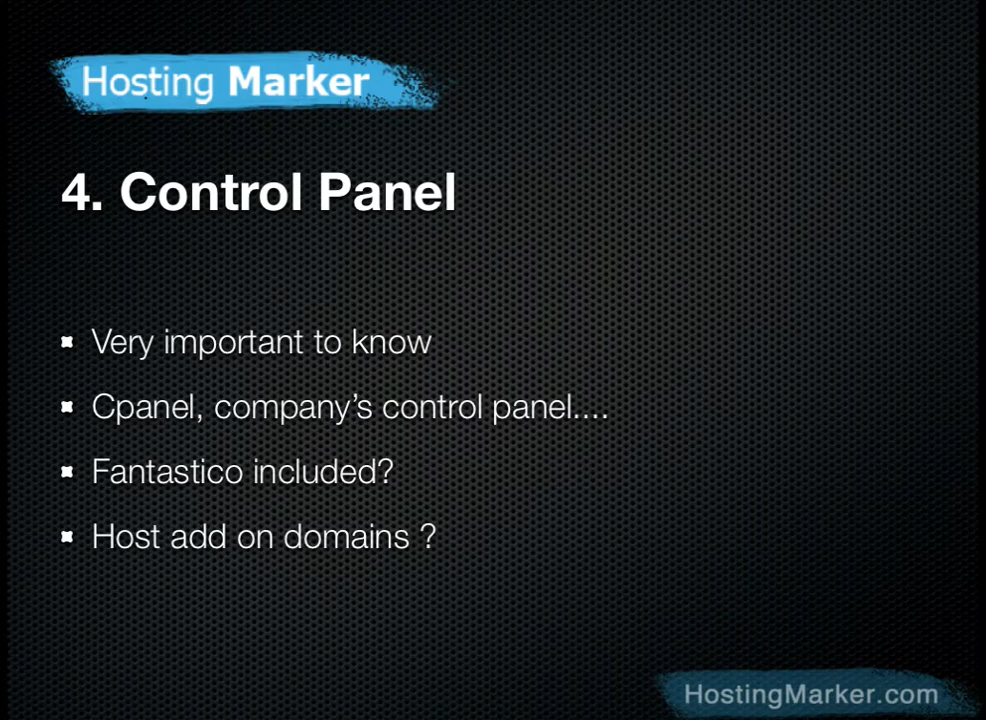 Hosting Marker
4. Control Panel
Very important to know
Cpanel, company’s control panel....
Fantastico included?
Host add on domains ?
HostingMarker.com